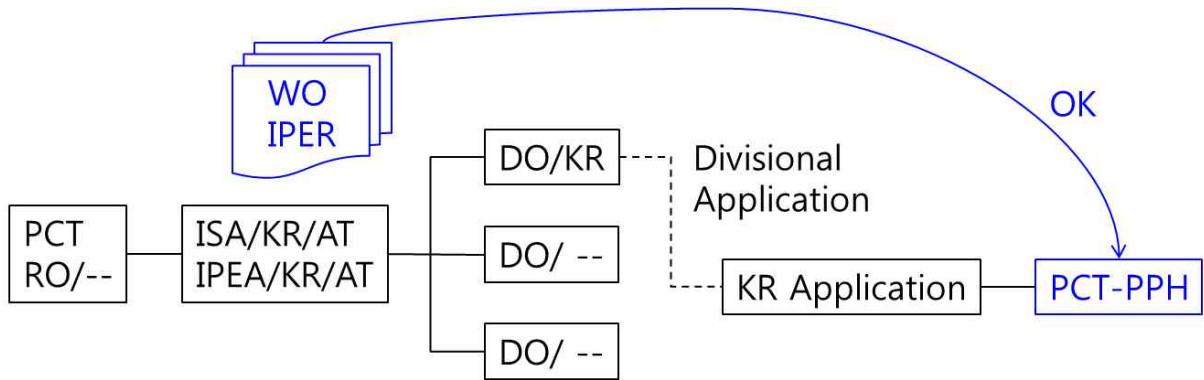 WO
IPER
OK
DO/KR
Divisional
Application
PCT
RO/--
ISA/KR/AT
IPEA/KR/AT
DO/ --
KR Application
PCT-PPH
DO/ --